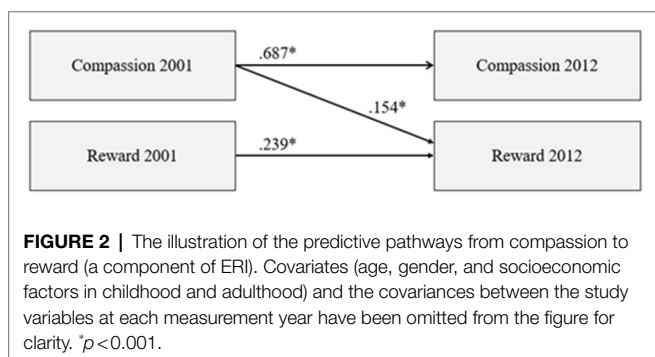 .687*
Compassion 2001
Compassion 2012
.154*
.239*
Reward 2001
Reward 2012
FIGURE 2 | The illustration of the predictive pathways from compassion to
reward (a component of ERI). Covariates (age, gender, and socioeconomic
factors in childhood and adulthood) and the covariances between the study
variables at each measurement year have been omitted from the figure for
clarity. *p<0.001.